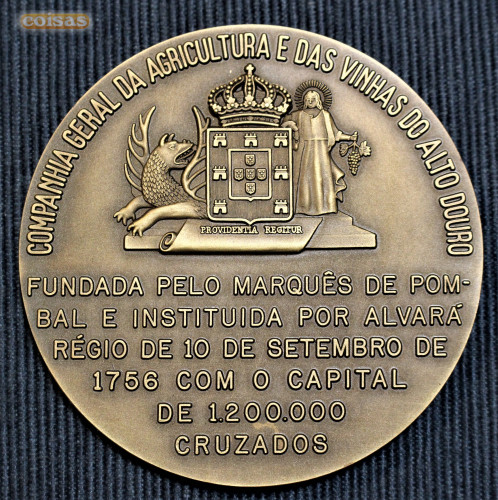 coisas
COMPANHIA GERAL DA AGRICULTURA E DAS VINHAS DO ALTO DOURO
PROVIDENTIA REGITUR
FUNDADA PELO MARQUÊS DE POM-
BAL E INSTITUIDA POR ALVARÁ
RÉGIO DE 10 DE SETEMBRO DE
1756 COM O CAPITAL
DE 1.200.000
CRUZADOS